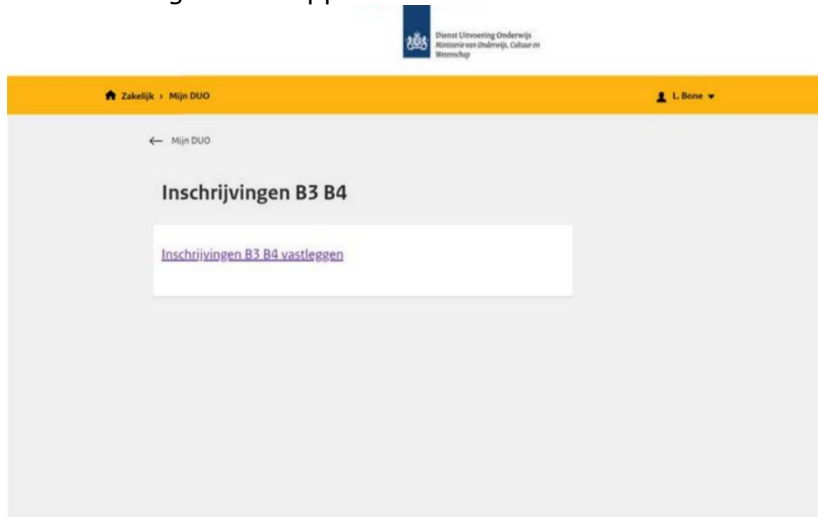 Dienst Uitvoering Onderwijs
Ministerie van Onderwijs, Cultuur en
Wetenschap
Zakelijk › Mijn DUO
L. Bone
← Mijn DUO
Inschrijvingen B3 B4
Inschrijvingen B3 B4 vastleggen